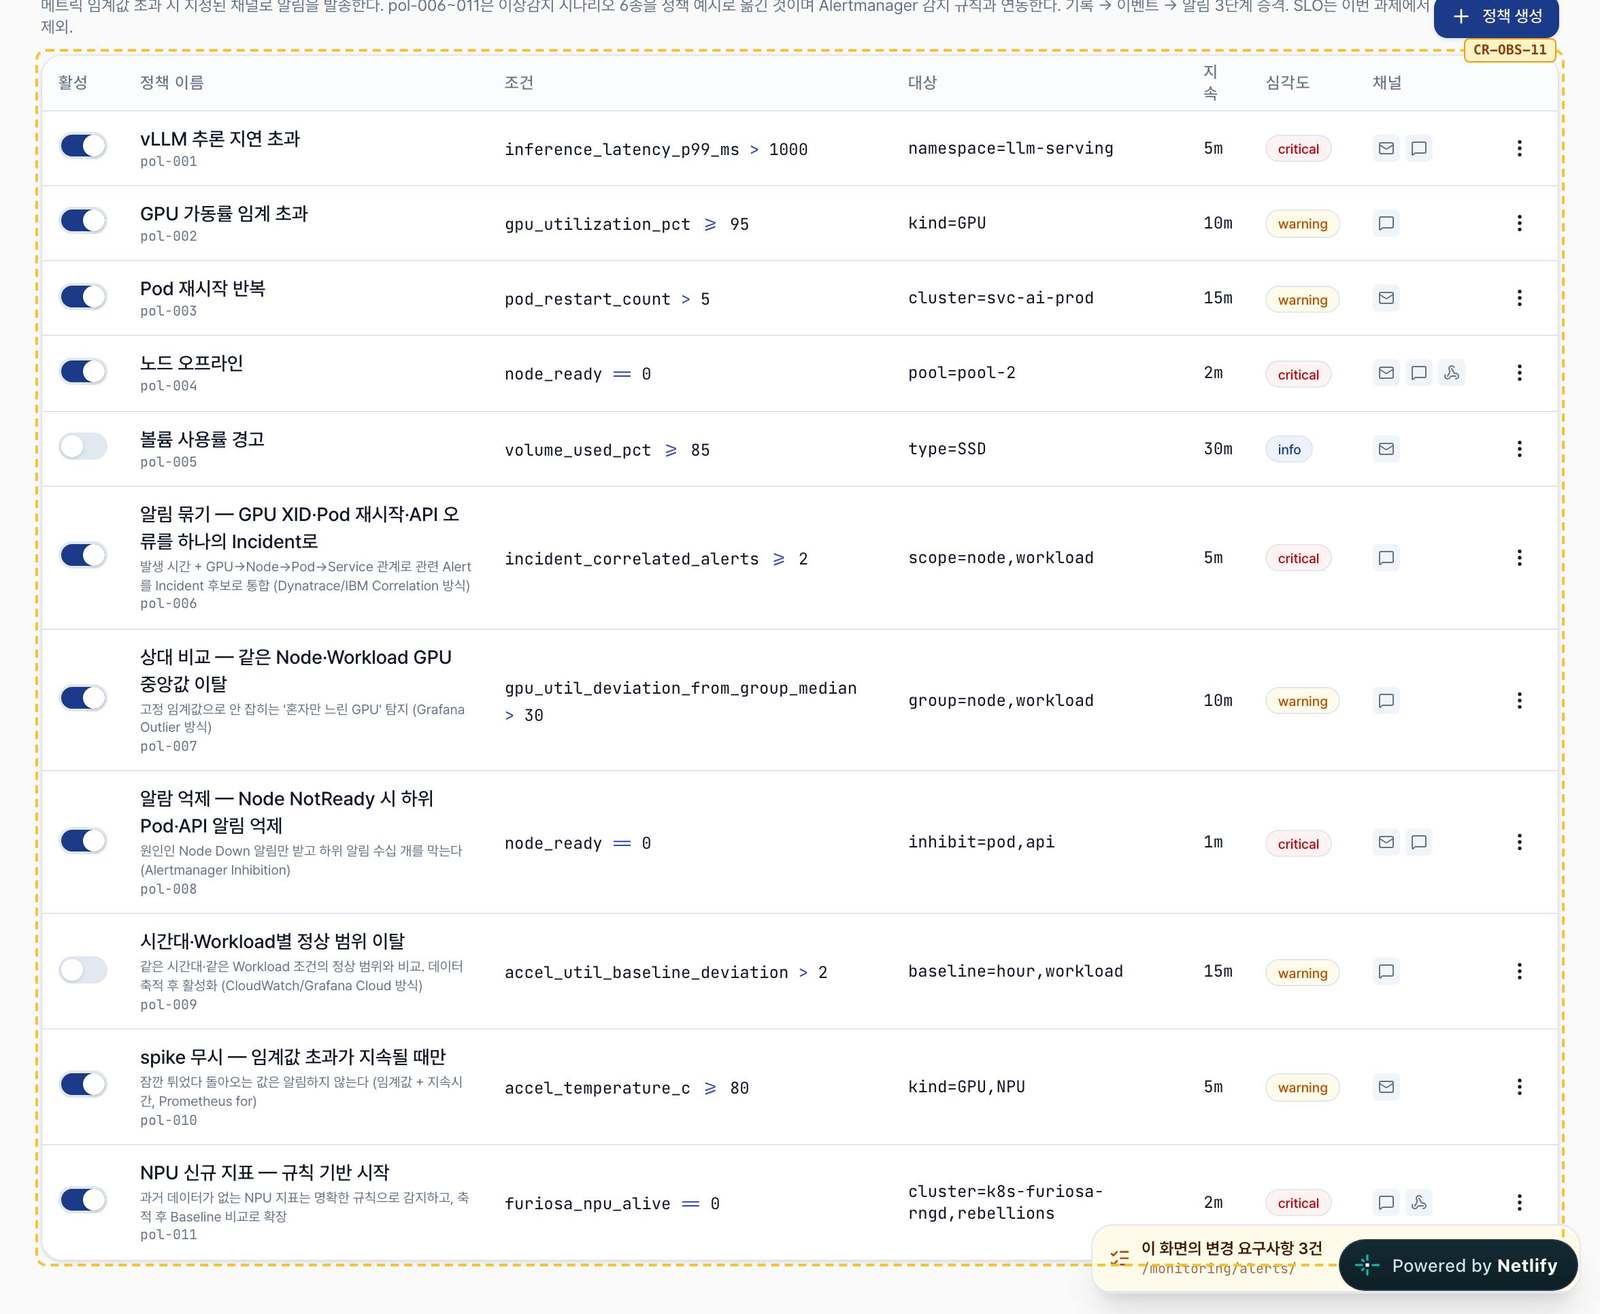 메트릭 임계값 초과 시 지정된 채널로 알림을 발송한다. pol-006~011은 이상감지 시나리오 6종을 정책 예시로 옮긴 것이며 Alertmanager 감지 규칙과 연동한다. 기록 → 이벤트 → 알림 3단계 승격. SLO는 이번 과제에서
제외.
+ 정책 생성
CR-OBS-11
활성 정책 이름 조건 대상 지속 심각도 채널
vLLM 추론 지연 초과
pol-001
inference_latency_p99_ms > 1000
namespace=llm-serving
5m
critical
GPU 가동률 임계 초과
pol-002
gpu_utilization_pct ⩾ 95
kind=GPU
10m
warning
Pod 재시작 반복
pol-003
pod_restart_count > 5
cluster=svc-ai-prod
15m
warning
노드 오프라인
pol-004
node_ready == 0
pool=pool-2
2m
critical
볼륨 사용률 경고
pol-005
volume_used_pct ⩾ 85
type=SSD
30m
info
알림 묶기 — GPU XID·Pod 재시작·API 오
류를 하나의 Incident로
발생 시간 + GPU→Node→Pod→Service 관계로 관련 Alert
를 Incident 후보로 통합 (Dynatrace/IBM Correlation 방식)
pol-006
incident_correlated_alerts ⩾ 2
scope=node,workload
5m
critical
상대 비교 — 같은 Node·Workload GPU
중앙값 이탈
고정 임계값으로 안 잡히는 '혼자만 느린 GPU' 탐지 (Grafana
Outlier 방식)
pol-007
gpu_util_deviation_from_group_median
> 30
group=node,workload
10m
warning
알람 억제 — Node NotReady 시 하위
Pod·API 알림 억제
원인인 Node Down 알림만 받고 하위 알림 수십 개를 막는다
(Alertmanager Inhibition)
pol-008
node_ready == 0
inhibit=pod,api
1m
critical
시간대·Workload별 정상 범위 이탈
같은 시간대·같은 Workload 조건의 정상 범위와 비교. 데이터
축적 후 활성화 (CloudWatch/Grafana Cloud 방식)
pol-009
accel_util_baseline_deviation > 2
baseline=hour,workload
15m
warning
spike 무시 — 임계값 초과가 지속될 때만
잠깐 튀었다 돌아오는 값은 알림하지 않는다 (임계값 + 지속시
간, Prometheus for)
pol-010
accel_temperature_c ⩾ 80
kind=GPU,NPU
5m
warning
NPU 신규 지표 — 규칙 기반 시작
과거 데이터가 없는 NPU 지표는 명확한 규칙으로 감지하고, 축
적 후 Baseline 비교로 확장
pol-011
furiosa_npu_alive == 0
cluster=k8s-furiosa-
rngd,rebellions
2m
critical
이 화면의 변경 요구사항 3건
/monitoring/alerts/
Powered by Netlify